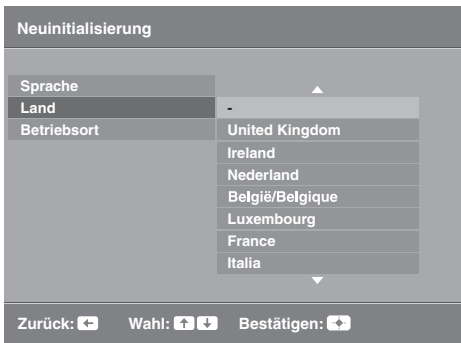 Neuinitialisierung
Sprache
Land
Betriebsort
-
United Kingdom
Ireland
Nederland
België/Belgique
Luxembourg
France
Italia
Zurück: Wahl: Bestätigen: